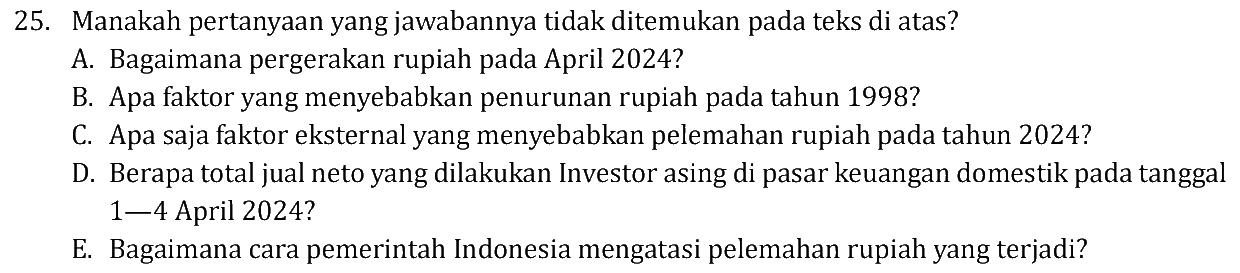 25. Manakah pertanyaan yang jawabannya tidak ditemukan pada teks di atas?
A. Bagaimana pergerakan rupiah pada April 2024?
B. Apa faktor yang menyebabkan penurunan rupiah pada tahun 1998?
C. Apa saja faktor eksternal yang menyebabkan pelemahan rupiah pada tahun 2024?
D. Berapa total jual neto yang dilakukan Investor asing di pasar keuangan domestik pada tanggal
1—4 April 2024?
E. Bagaimana cara pemerintah Indonesia mengatasi pelemahan rupiah yang terjadi?